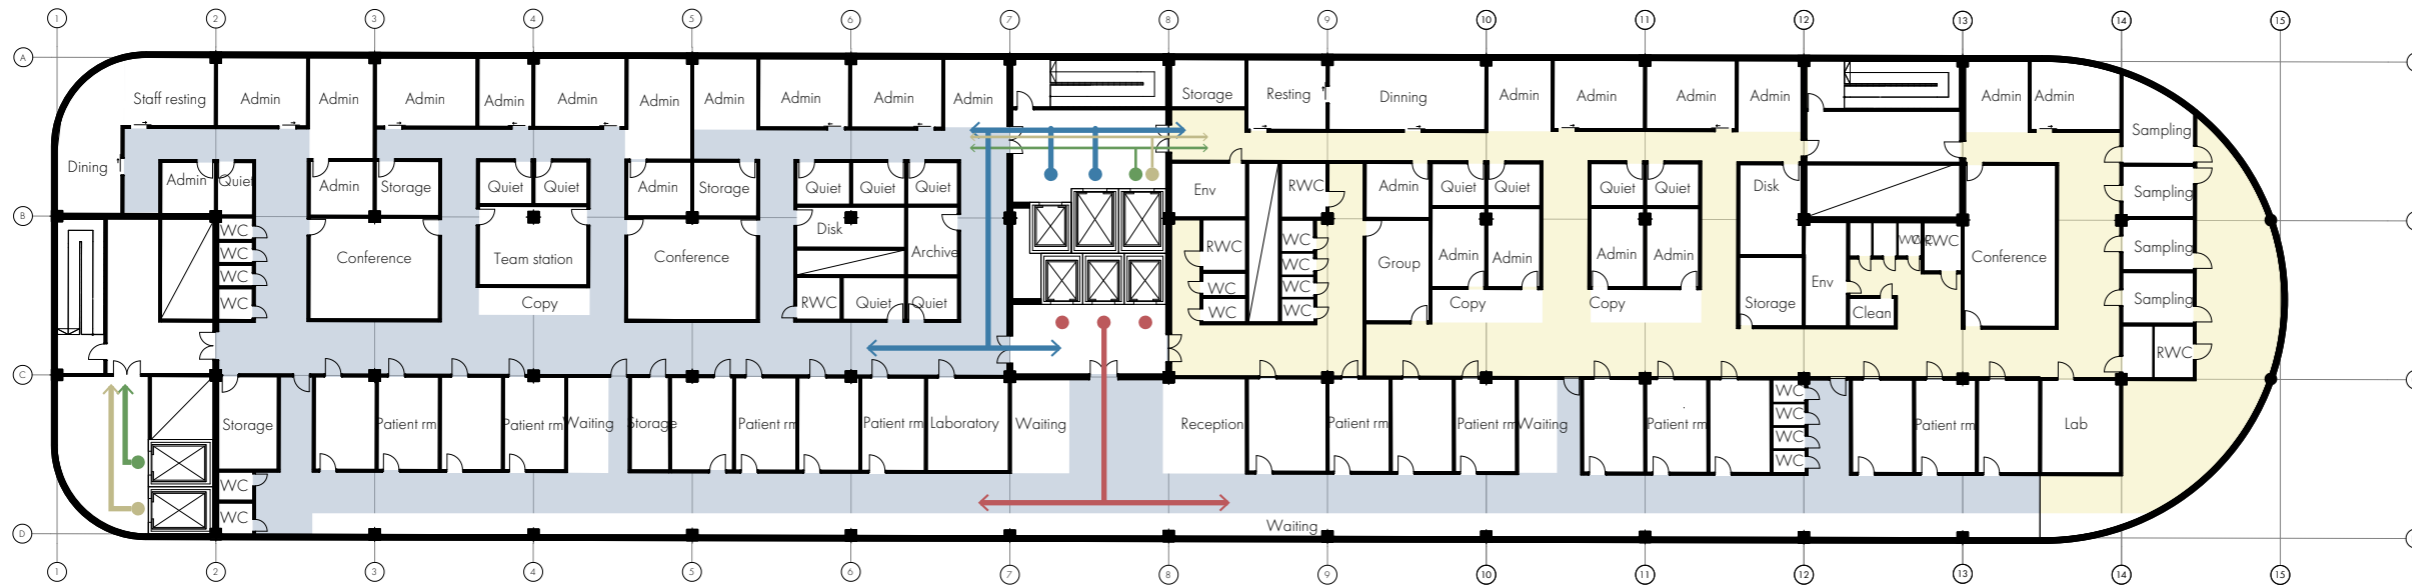 1 2 3 4 5 6 7 8 9 10 11 12 13 14 15
A
Staff resting Admin Admin Admin Admin Admin Admin Admin Admin Admin Admin Storage Resting Dinning Admin Admin Admin Admin Admin Admin
Sampling
Dining Admin Quiet Admin Storage Quiet Quiet Admin Storage Quiet Quiet Quiet Env RWC Admin Quiet Quiet Quiet Quiet Disk Sampling
B
WC Disk WC RWC
WC RWC WC Sampling
WC Conference Team station Conference Archive WC Group Admin Admin Admin Admin Conference
WC Copy RWC Quiet Quiet WC WC Copy Copy Storage Env Sampling
WC Clean
RWC
C
Storage Patient rm Patient rm Waiting Storage Patient rm Patient rm Laboratory Waiting Reception Patient rm Patient rm Waiting Patient rm WC Patient rm Lab
WC
WC
WC
WC
WC
Waiting
D
1 2 3 4 5 6 7 8 9 10 11 12 13 14 15